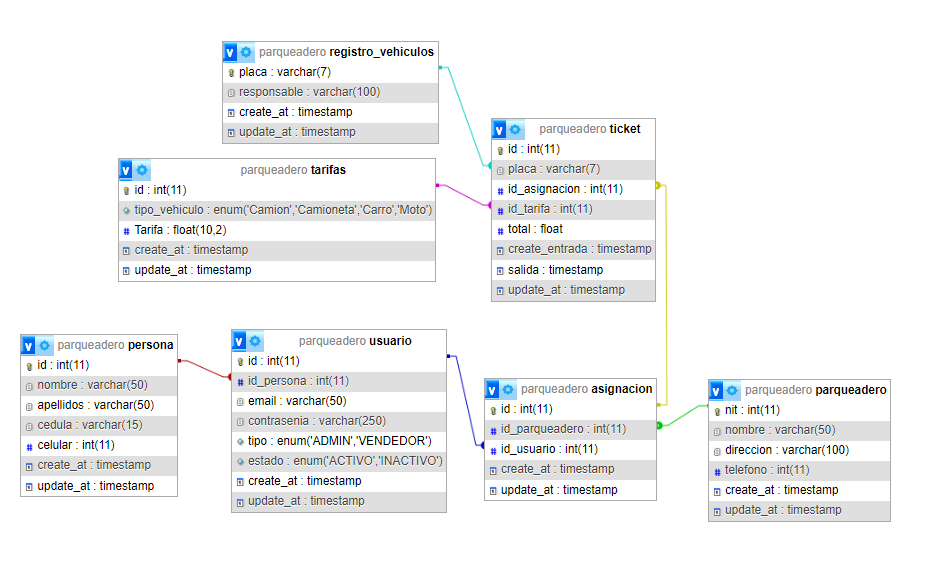 parqueadero registro_vehiculos
placa : varchar(7)
responsable : varchar(100)
create_at : timestamp
update_at : timestamp
parqueadero ticket
id : int(11)
placa : varchar(7)
id_asignacion : int(11)
id_tarifa : int(11)
total : float
create_entrada : timestamp
salida : timestamp
update_at : timestamp
parqueadero tarifas
id : int(11)
tipo_vehiculo : enum('Camion','Camioneta','Carro','Moto')
Tarifa : float(10,2)
create_at : timestamp
update_at : timestamp
parqueadero persona
id : int(11)
nombre : varchar(50)
apellidos : varchar(50)
cedula : varchar(15)
celular : int(11)
create_at : timestamp
update_at : timestamp
parqueadero usuario
id : int(11)
id_persona : int(11)
email : varchar(50)
contrasenia : varchar(250)
tipo : enum('ADMIN','VENDEDOR')
estado : enum('ACTIVO','INACTIVO')
create_at : timestamp
update_at : timestamp
parqueadero asignacion
id : int(11)
id_parqueadero : int(11)
id_usuario : int(11)
create_at : timestamp
update_at : timestamp
parqueadero parqueadero
nit : int(11)
nombre : varchar(50)
direccion : varchar(100)
telefono : int(11)
create_at : timestamp
update_at : timestamp